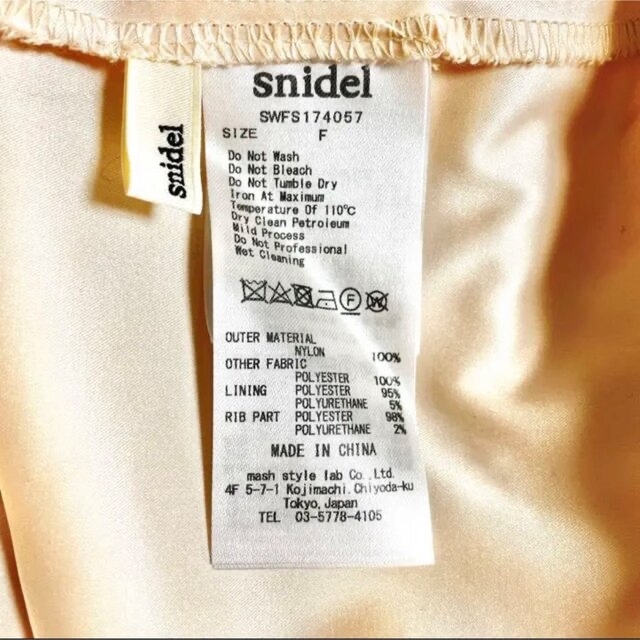 snidel
snidel
SWFS174057
SIZE F
Do Not Wash
Do Not Bleach
Do Not Tumble Dry
Iron At Maximum
Temperature Of 110℃
Dry Clean Petroleum
Mild Process
Do Not Professional
Wet Cleaning
F W
OUTER MATERIAL
NYLON 100%
OTHER FABRIC
POLYESTER 100%
LINING POLYESTER 95%
POLYURETHANE 5%
RIB PART POLYESTER 98%
POLYURETHANE 2%
MADE IN CHINA
mash style lab Co.,Ltd.
4F 5-7-1 Kojimachi.Chiyoda-ku
Tokyo, Japan
TEL 03-5778-4105